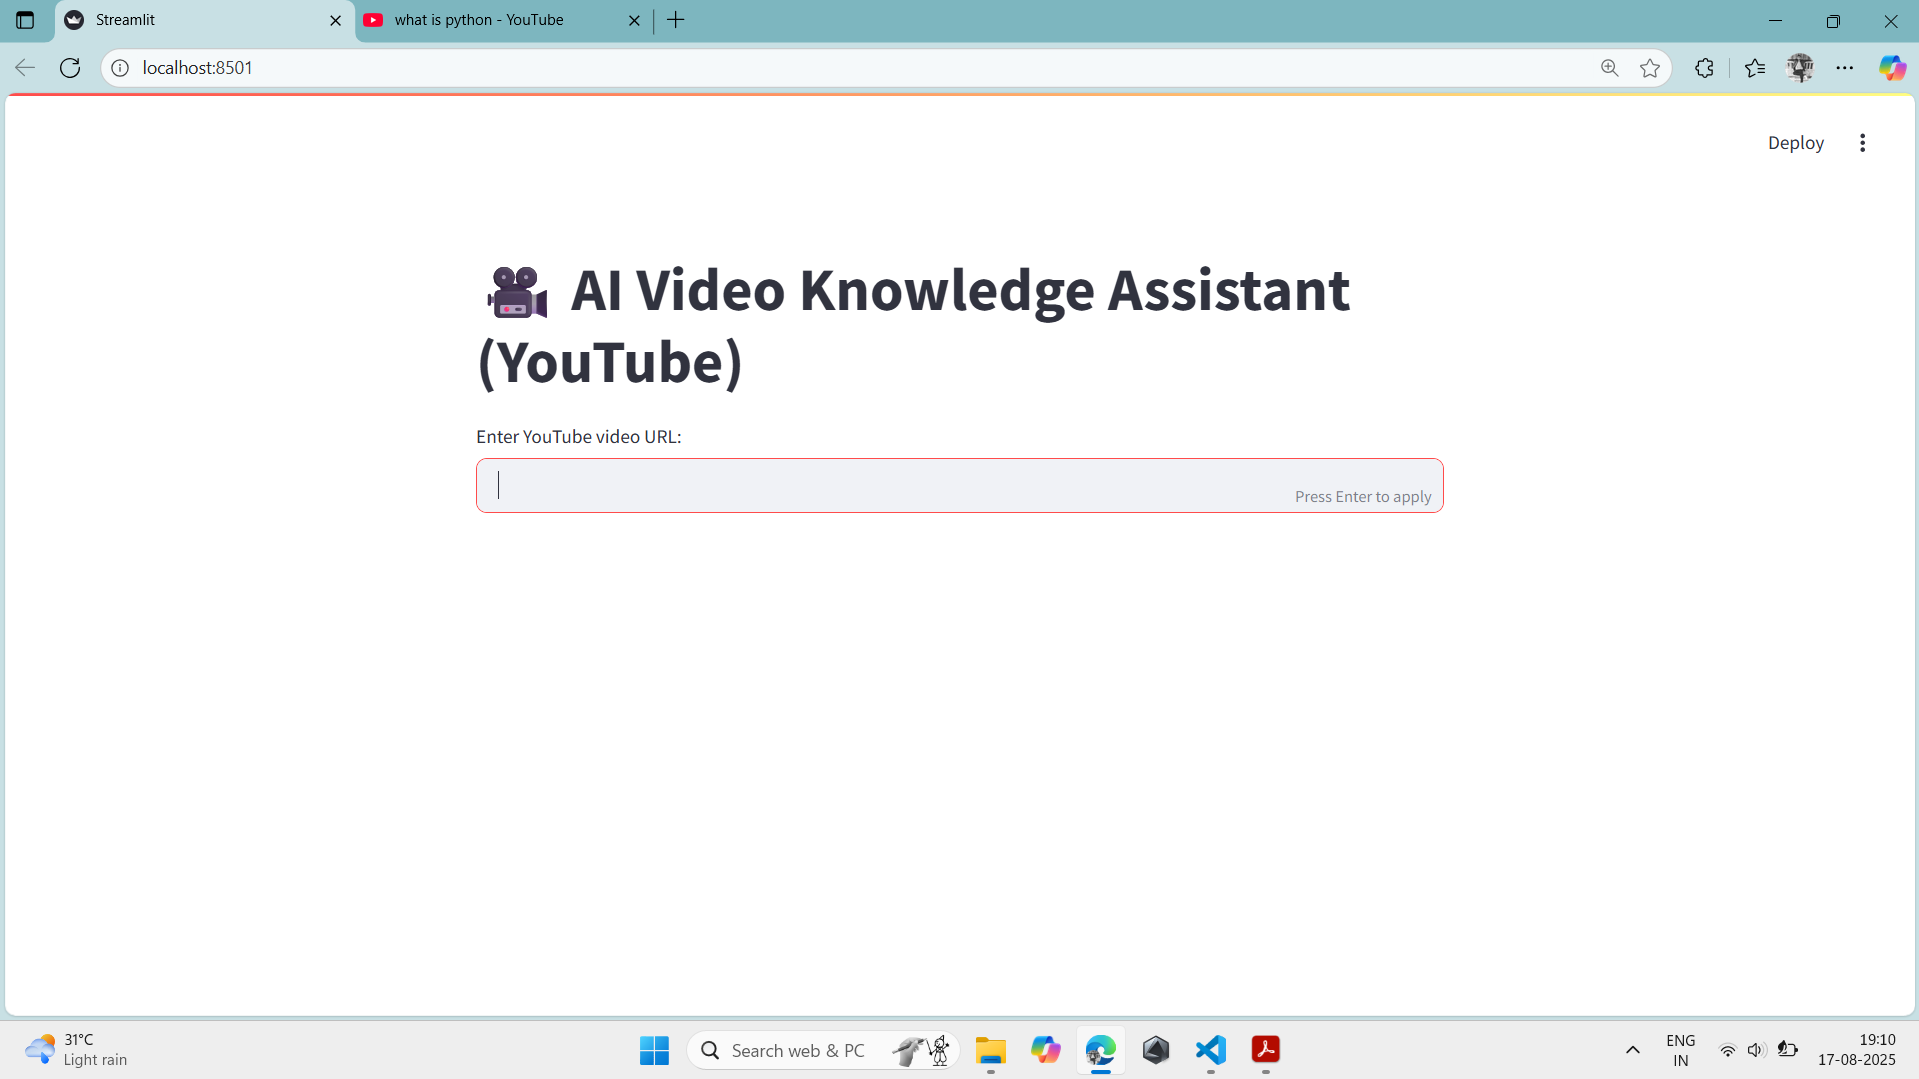 Streamlit
what is python - YouTube
localhost:8501
Deploy
AI Video Knowledge Assistant
(YouTube)
Enter YouTube video URL:
Press Enter to apply
31°C
Light rain
Search web & PC
ENG
IN
19:10
17-08-2025